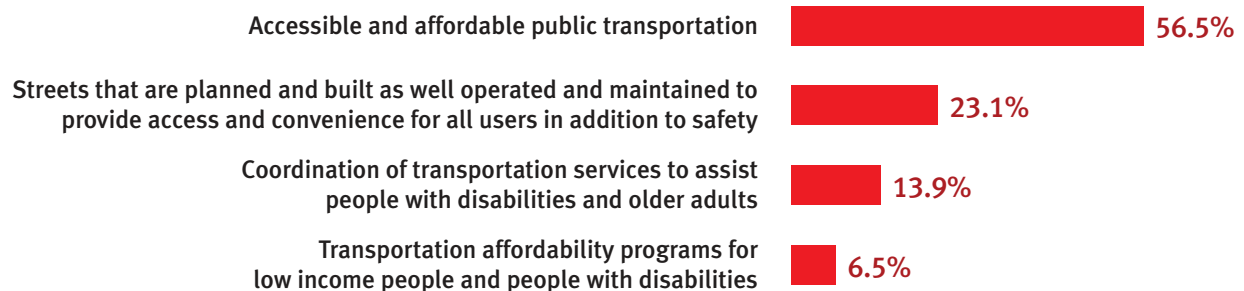 Accessible and affordable public transportation 56.5%
Streets that are planned and built as well operated and maintained to
provide access and convenience for all users in addition to safety 23.1%
Coordination of transportation services to assist
people with disabilities and older adults 13.9%
Transportation affordability programs for
low income people and people with disabilities 6.5%